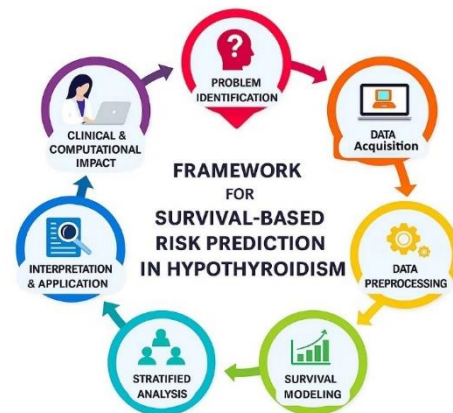 PROBLEM
IDENTIFICATION
DATA
Acquisition
DATA
PREPROCESSING
SURVIVAL
MODELING
STRATIFIED
ANALYSIS
INTERPRETATION
& APPLICATION
CLINICAL &
COMPUTATIONAL
IMPACT
FRAMEWORK
FOR
SURVIVAL-BASED
RISK PREDICTION
IN HYPOTHYROIDISM